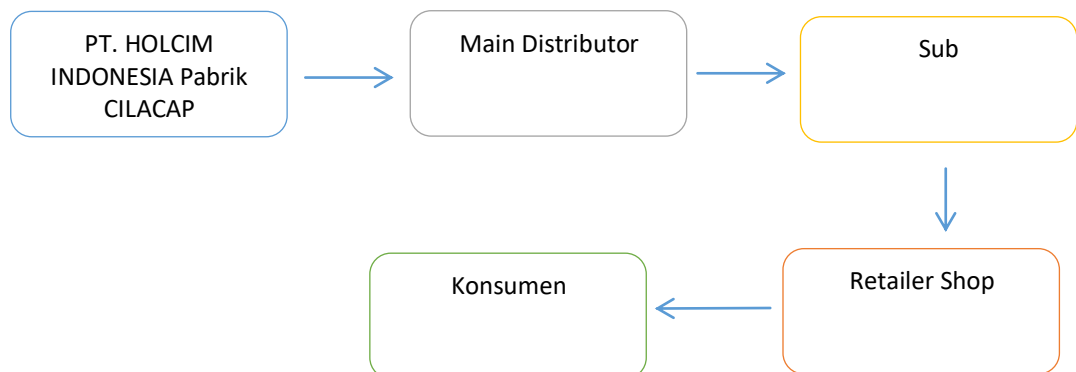 PT. HOLCIM
INDONESIA Pabrik
CILACAP
Main Distributor
Sub
Retailer Shop
Konsumen